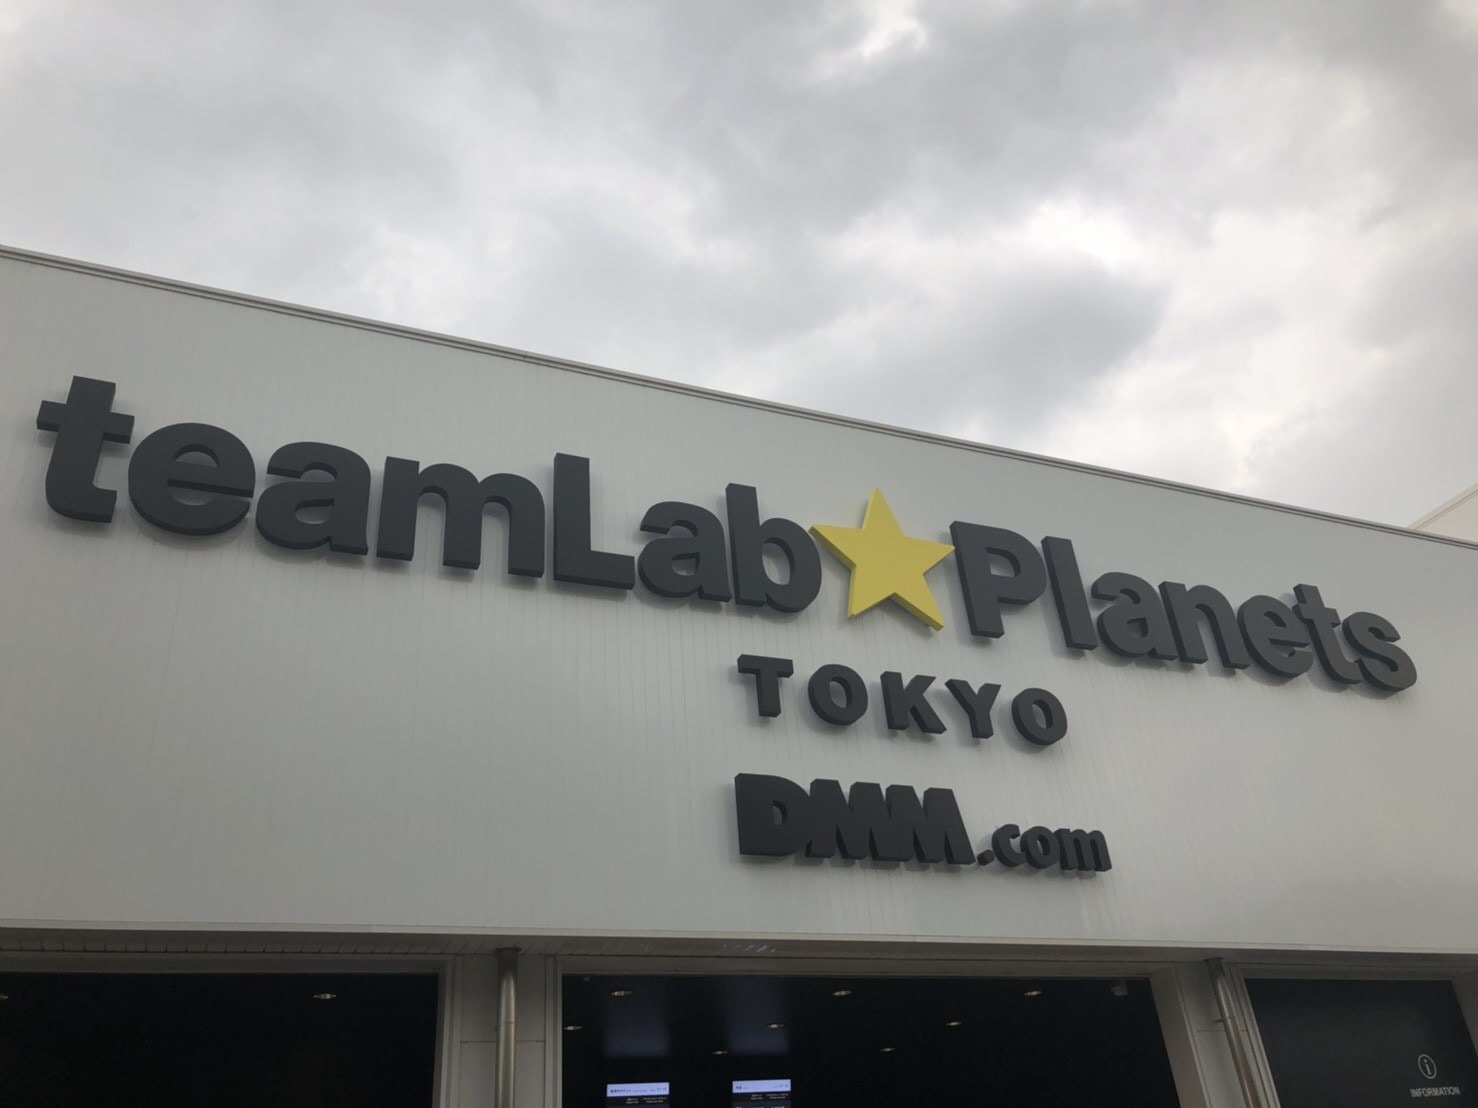 teamLab★Planets
TOKYO
DMM.com
INFORMATION